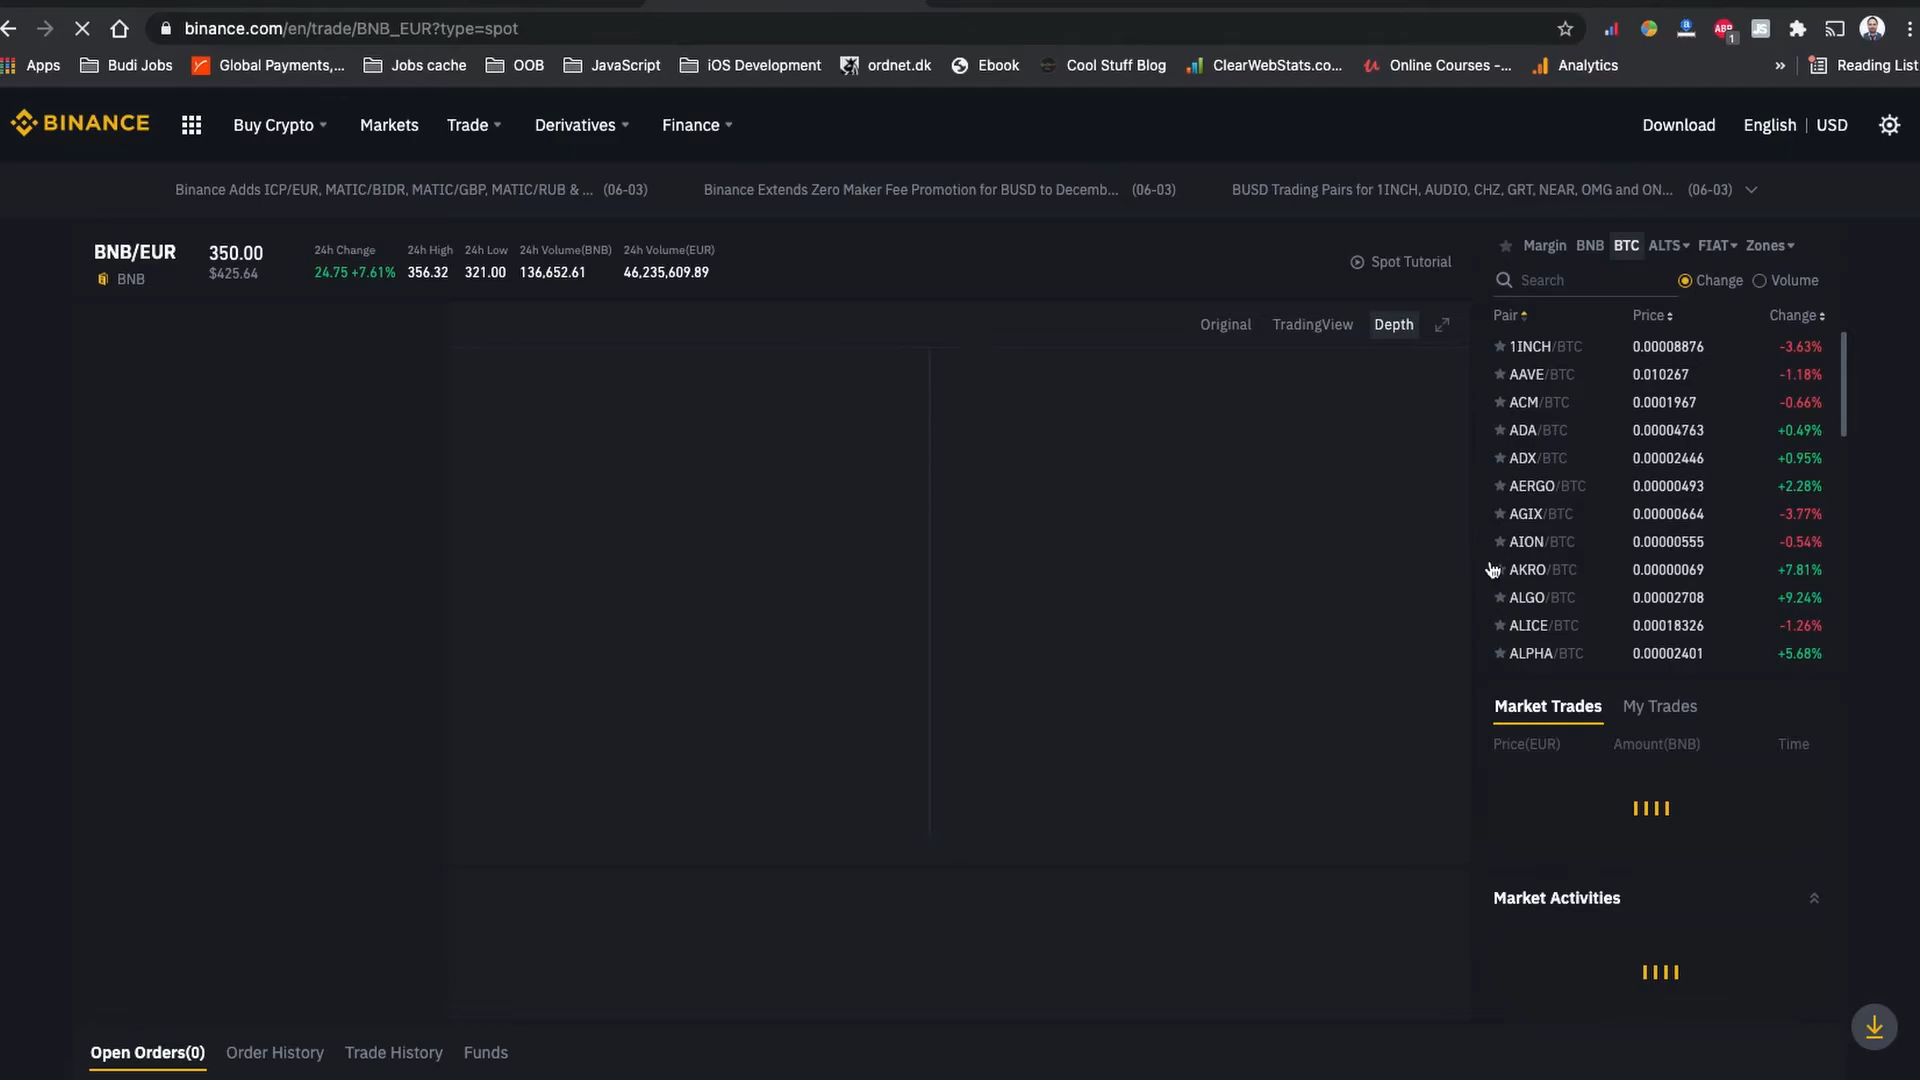 binance.com/en/trade/BNB_EUR?type=spot
ABP 1 JS
Apps Budi Jobs Global Payments,... Jobs cache OOB JavaScript iOS Development ordnet.dk Ebook Cool Stuff Blog ClearWebStats.co... Online Courses -... Analytics » Reading List
BINANCE Buy Crypto Markets Trade Derivatives Finance Download English | USD
Binance Adds ICP/EUR, MATIC/BIDR, MATIC/GBP, MATIC/RUB & ... (06-03) Binance Extends Zero Maker Fee Promotion for BUSD to Decemb... (06-03) BUSD Trading Pairs for 1INCH, AUDIO, CHZ, GRT, NEAR, OMG and ON... (06-03)
BNB/EUR 350.00 24h Change 24h High 24h Low 24h Volume(BNB) 24h Volume(EUR)
BNB $425.64 24.75 +7.61% 356.32 321.00 136,652.61 46,235,609.89
Spot Tutorial
Original TradingView Depth
Margin BNB BTC ALTS FIAT Zones
Search Change Volume
Pair Price Change
1INCH/BTC 0.00008876 -3.63%
AAVE/BTC 0.010267 -1.18%
ACM/BTC 0.0001967 -0.66%
ADA/BTC 0.00004763 +0.49%
ADX/BTC 0.00002446 +0.95%
AERGO/BTC 0.00000493 +2.28%
AGIX/BTC 0.00000664 -3.77%
AION/BTC 0.00000555 -0.54%
AKRO/BTC 0.00000069 +7.81%
ALGO/BTC 0.00002708 +9.24%
ALICE/BTC 0.00018326 -1.26%
ALPHA/BTC 0.00002401 +5.68%
Market Trades My Trades
Price(EUR) Amount(BNB) Time
Market Activities
Open Orders(0) Order History Trade History Funds